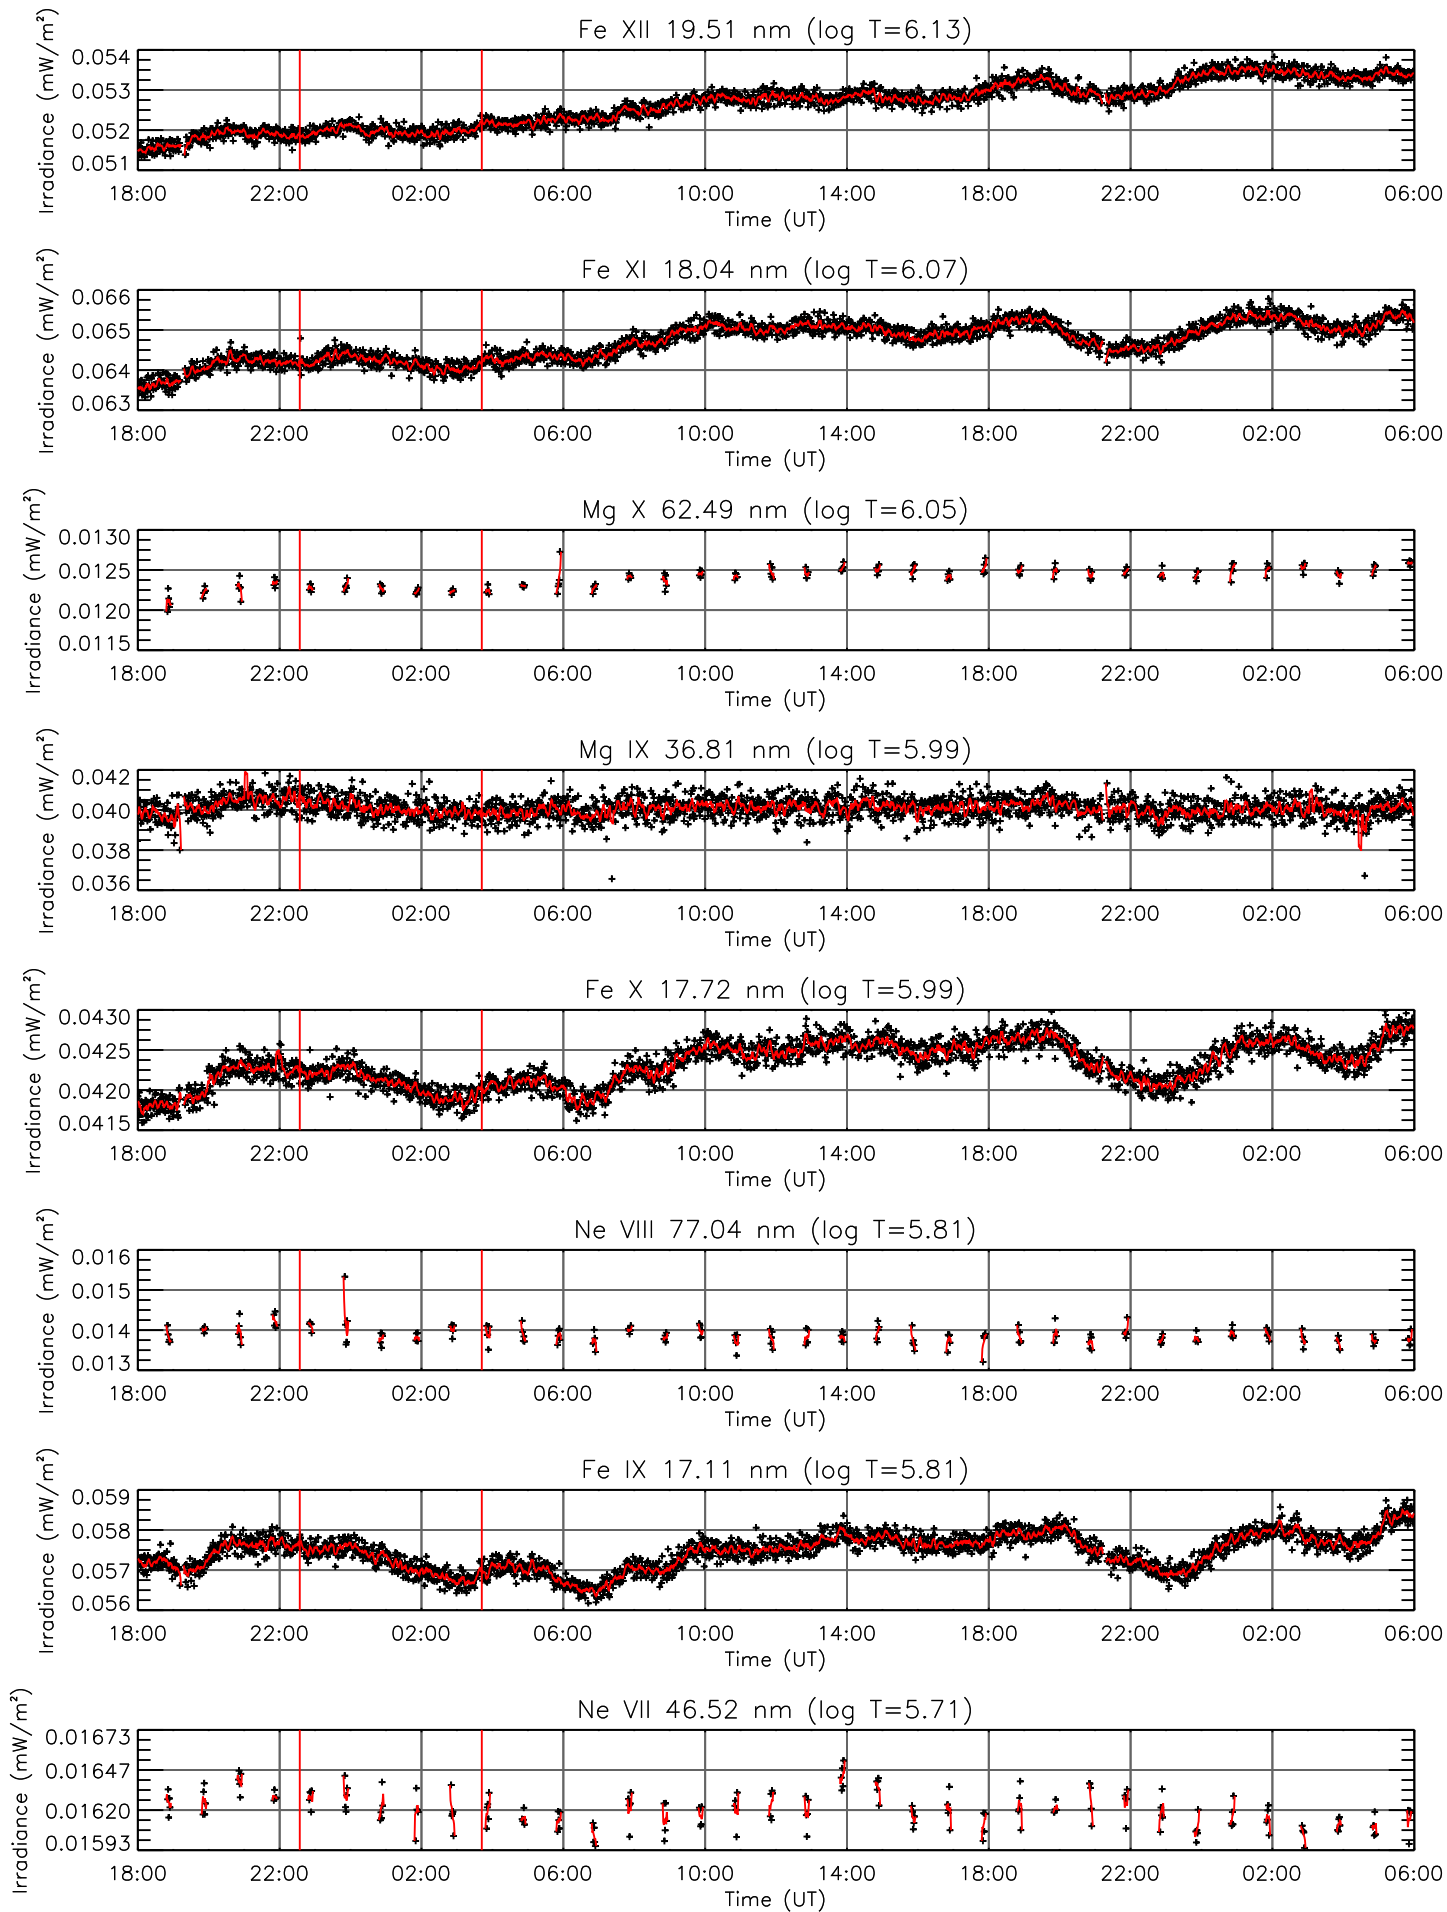 Fe XII 19.51 nm (log T=6.13)
Irradiance (mW/m²)
0.054
0.053
0.052
0.051
18:00 22:00 02:00 06:00 10:00 14:00 18:00 22:00 02:00 06:00
Time (UT)
Fe XI 18.04 nm (log T=6.07)
Irradiance (mW/m²)
0.066
0.065
0.064
0.063
18:00 22:00 02:00 06:00 10:00 14:00 18:00 22:00 02:00 06:00
Time (UT)
Mg X 62.49 nm (log T=6.05)
Irradiance (mW/m²)
0.0130
0.0125
0.0120
0.0115
18:00 22:00 02:00 06:00 10:00 14:00 18:00 22:00 02:00 06:00
Time (UT)
Mg IX 36.81 nm (log T=5.99)
Irradiance (mW/m²)
0.042
0.040
0.038
0.036
18:00 22:00 02:00 06:00 10:00 14:00 18:00 22:00 02:00 06:00
Time (UT)
Fe X 17.72 nm (log T=5.99)
Irradiance (mW/m²)
0.0430
0.0425
0.0420
0.0415
18:00 22:00 02:00 06:00 10:00 14:00 18:00 22:00 02:00 06:00
Time (UT)
Ne VIII 77.04 nm (log T=5.81)
Irradiance (mW/m²)
0.016
0.015
0.014
0.013
18:00 22:00 02:00 06:00 10:00 14:00 18:00 22:00 02:00 06:00
Time (UT)
Fe IX 17.11 nm (log T=5.81)
Irradiance (mW/m²)
0.059
0.058
0.057
0.056
18:00 22:00 02:00 06:00 10:00 14:00 18:00 22:00 02:00 06:00
Time (UT)
Ne VII 46.52 nm (log T=5.71)
Irradiance (mW/m²)
0.01673
0.01647
0.01620
0.01593
18:00 22:00 02:00 06:00 10:00 14:00 18:00 22:00 02:00 06:00
Time (UT)